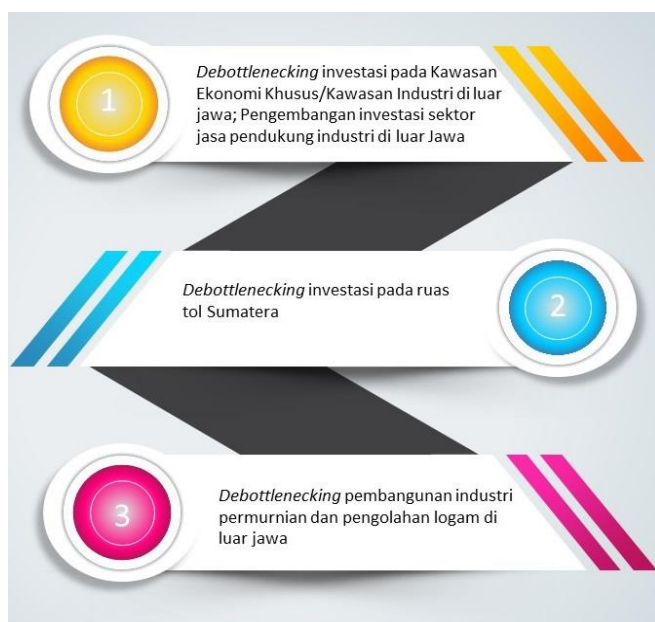 1
Debottlenecking investasi pada Kawasan
Ekonomi Khusus/Kawasan Industri di luar
jawa; Pengembangan investasi sektor
jasa pendukung industri di luar Jawa
Debottlenecking investasi pada ruas
tol Sumatera
2
3
Debottlenecking pembangunan industri
permurnian dan pengolahan logam di
luar jawa